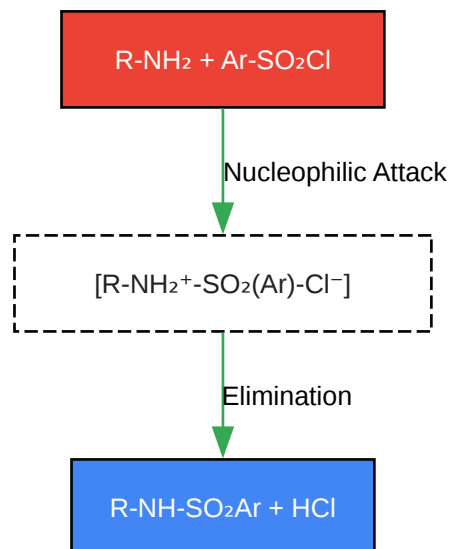 R-NH₂ + Ar-SO₂Cl
Nucleophilic Attack
[R-NH₂⁺-SO₂(Ar)-Cl⁻]
Elimination
R-NH-SO₂Ar + HCl